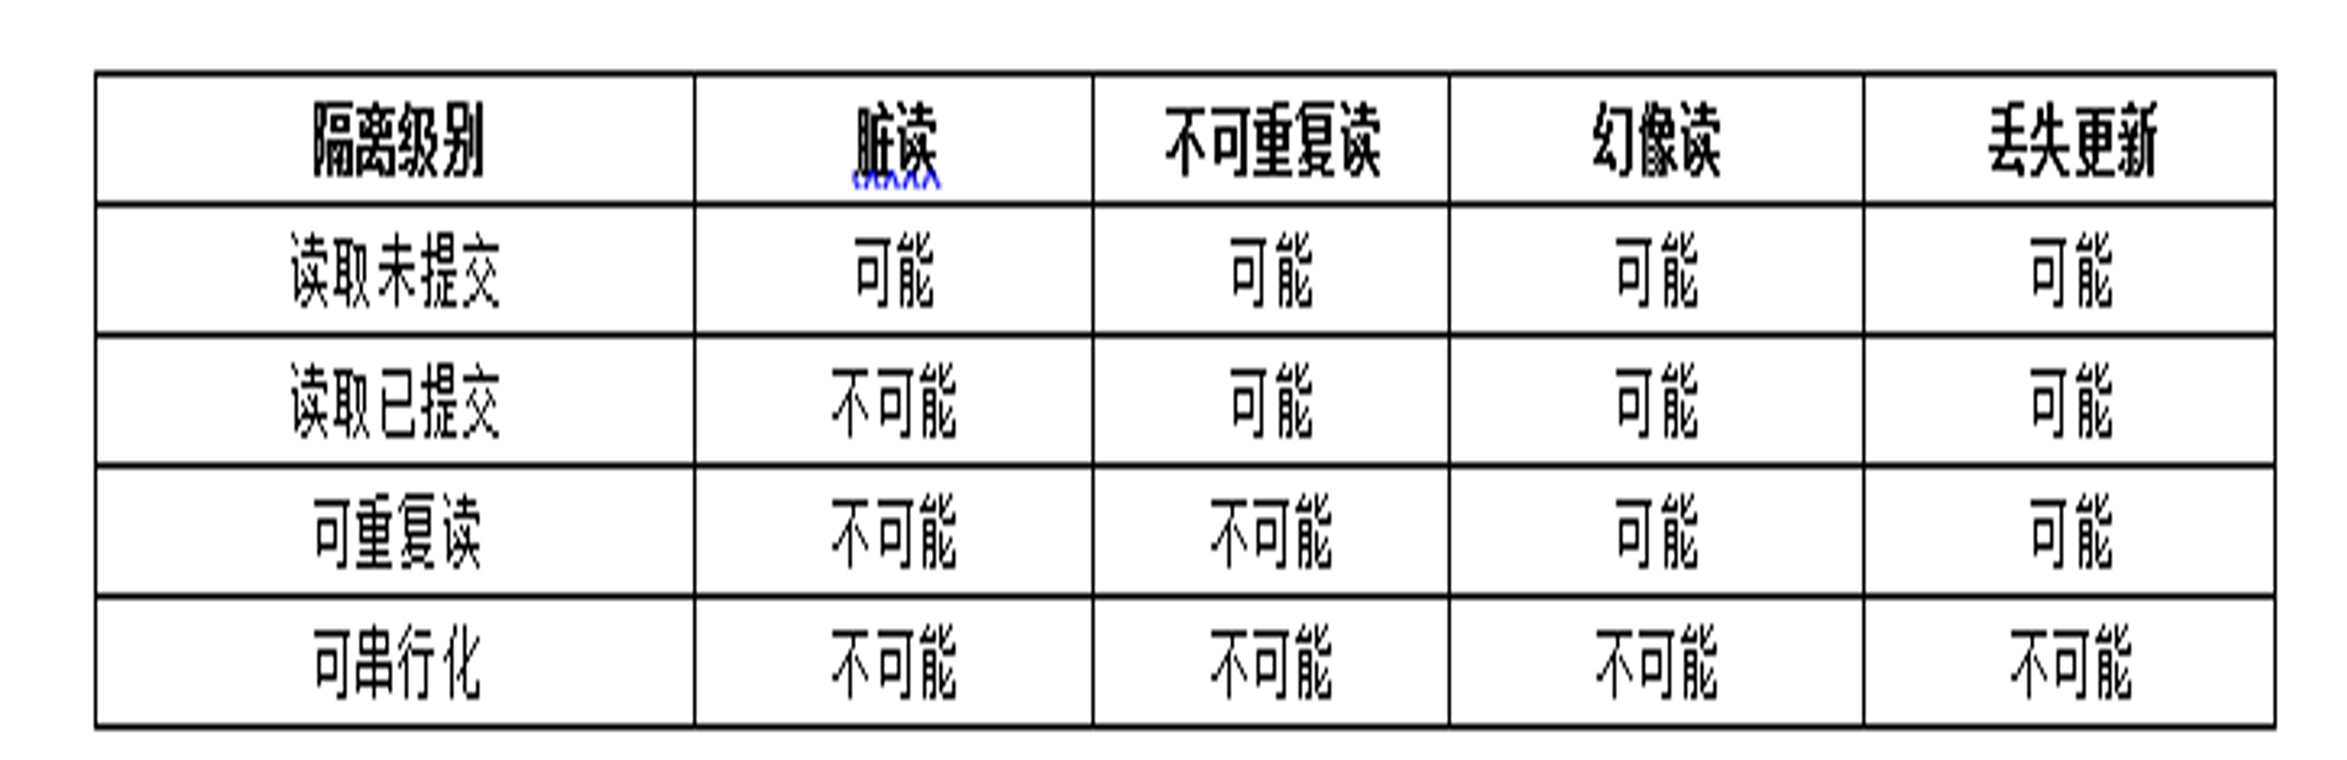 隔离级别 脏读 不可重复读 幻像读 丢失更新
读取未提交 可能 可能 可能 可能
读取已提交 不可能 可能 可能 可能
可重复读 不可能 不可能 可能 可能
可串行化 不可能 不可能 不可能 不可能